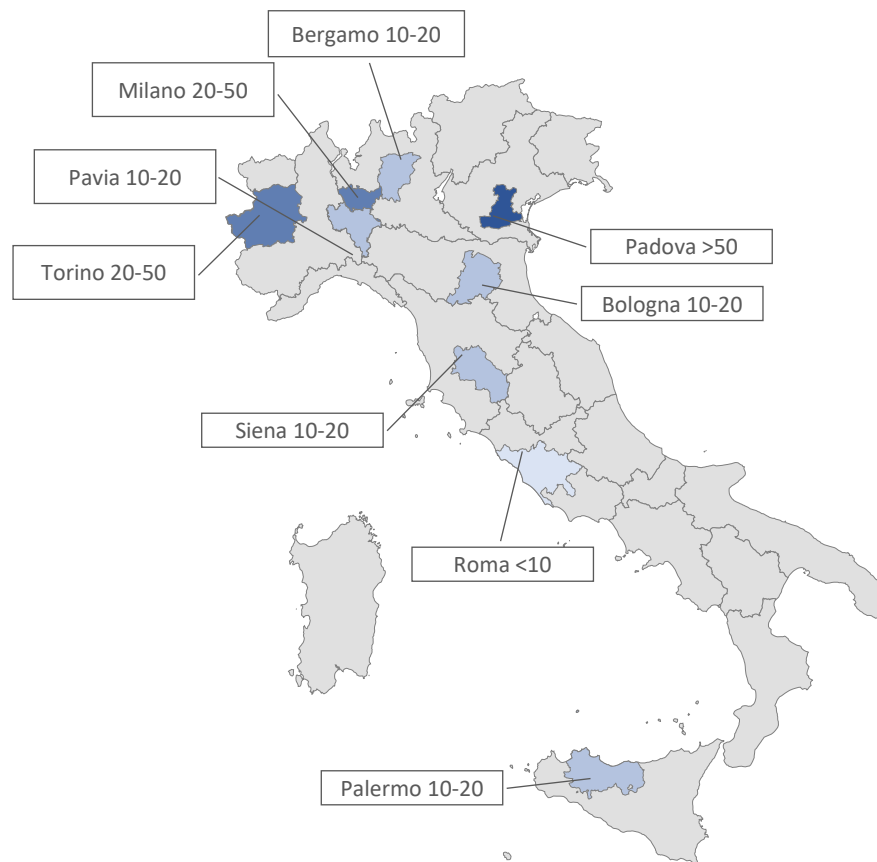 Bergamo 10-20
Milano 20-50
Pavia 10-20
Padova >50
Torino 20-50
Bologna 10-20
Siena 10-20
Roma <10
Palermo 10-20